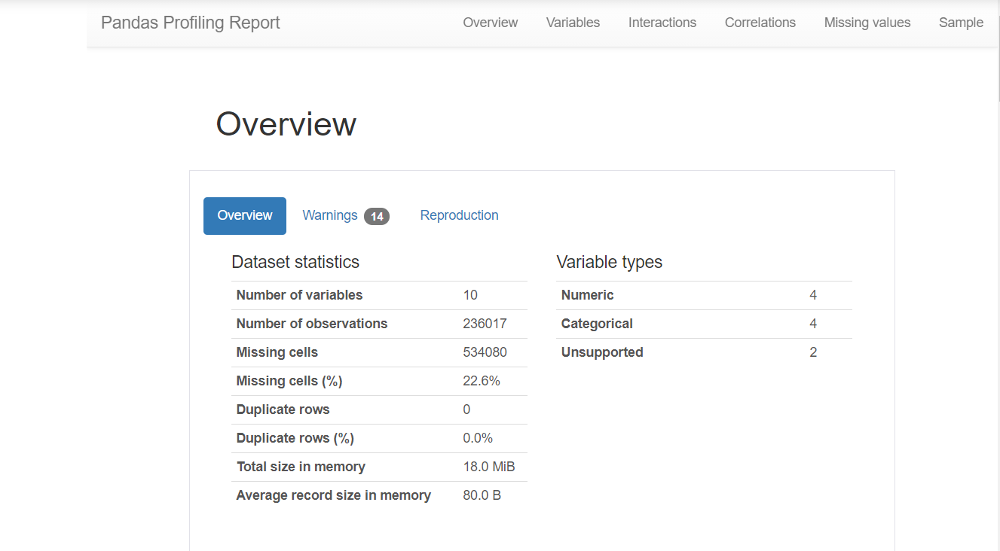 Pandas Profiling Report Overview Variables Interactions Correlations Missing values Sample
Overview
Overview Warnings 14 Reproduction
Dataset statistics
Number of variables 10
Number of observations 236017
Missing cells 534080
Missing cells (%) 22.6%
Duplicate rows 0
Duplicate rows (%) 0.0%
Total size in memory 18.0 MiB
Average record size in memory 80.0 B
Variable types
Numeric 4
Categorical 4
Unsupported 2